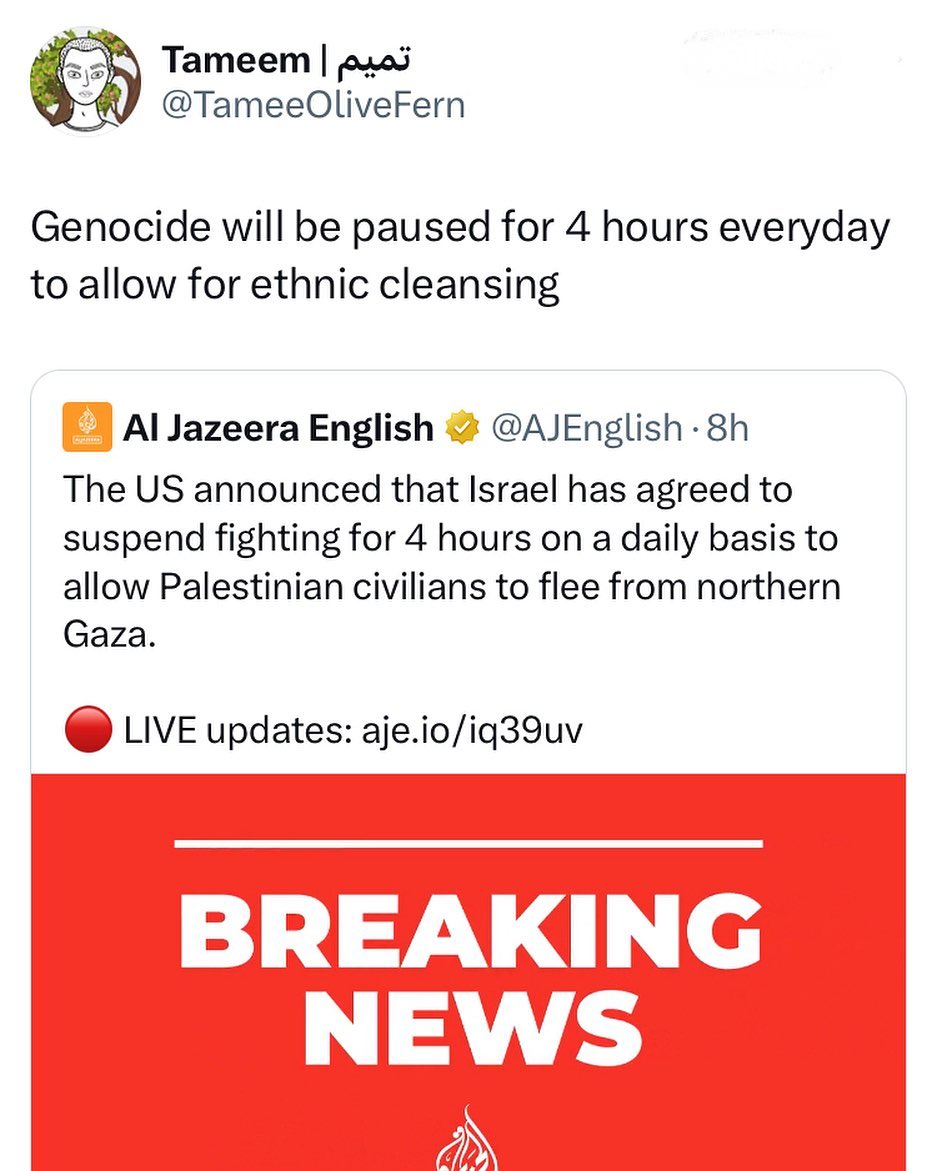 Tameem | تميم
@TameeOliveFern
Genocide will be paused for 4 hours everyday
to allow for ethnic cleansing
Al Jazeera English @AJEnglish · 8h
The US announced that Israel has agreed to
suspend fighting for 4 hours on a daily basis to
allow Palestinian civilians to flee from northern
Gaza.
LIVE updates: aje.io/iq39uv
BREAKING
NEWS